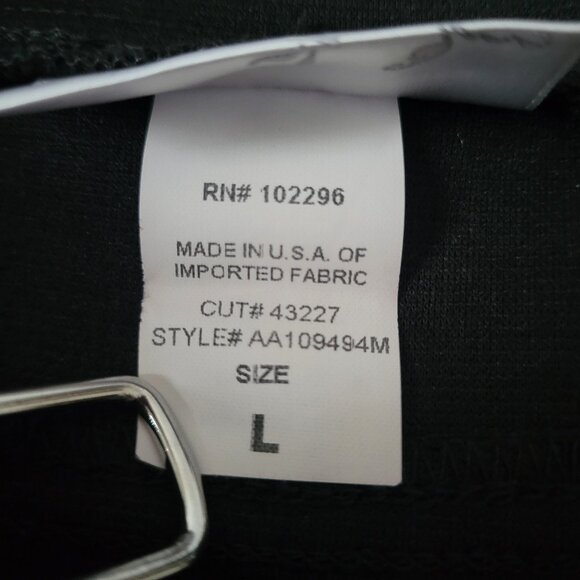 RN# 102296
MADE IN U.S.A. OF
IMPORTED FABRIC
CUT# 43227
STYLE# AA109494M
SIZE
L